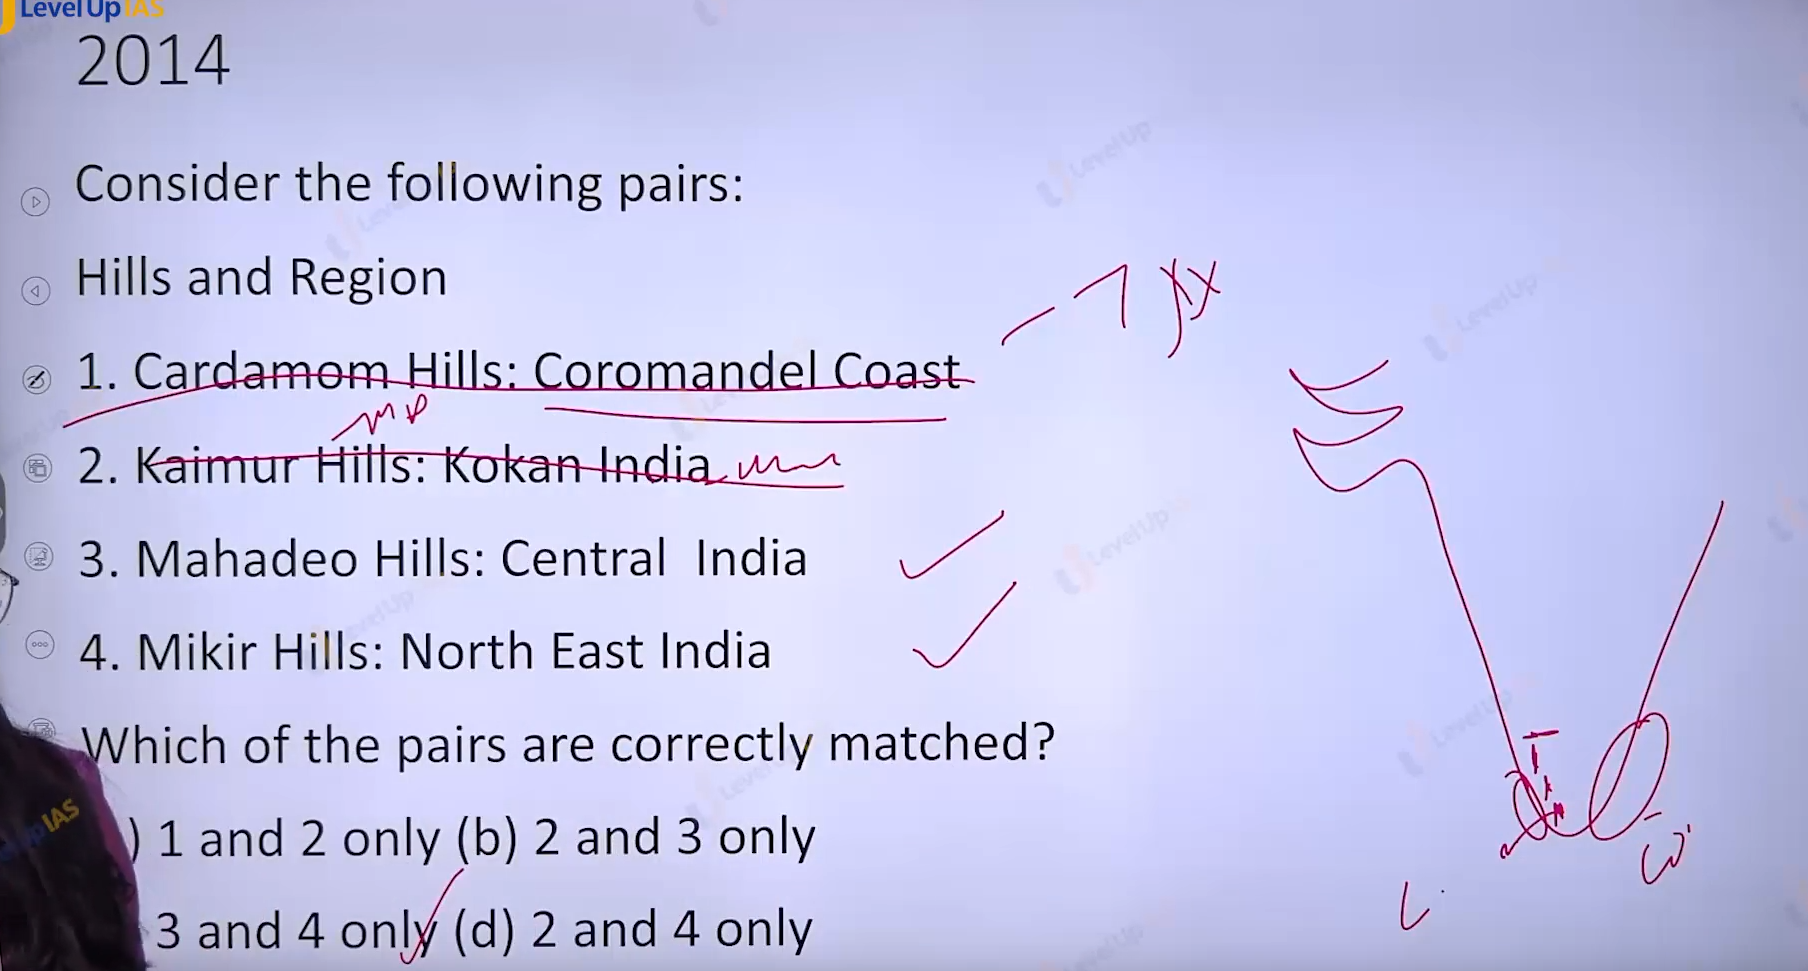 LevelUp IAS
2014
Consider the following pairs:
Hills and Region
1. Cardamom Hills: Coromandel Coast
MP
2. Kaimur Hills: Kokan India
3. Mahadeo Hills: Central India
4. Mikir Hills: North East India
Which of the pairs are correctly matched?
) 1 and 2 only (b) 2 and 3 only
3 and 4 only (d) 2 and 4 only